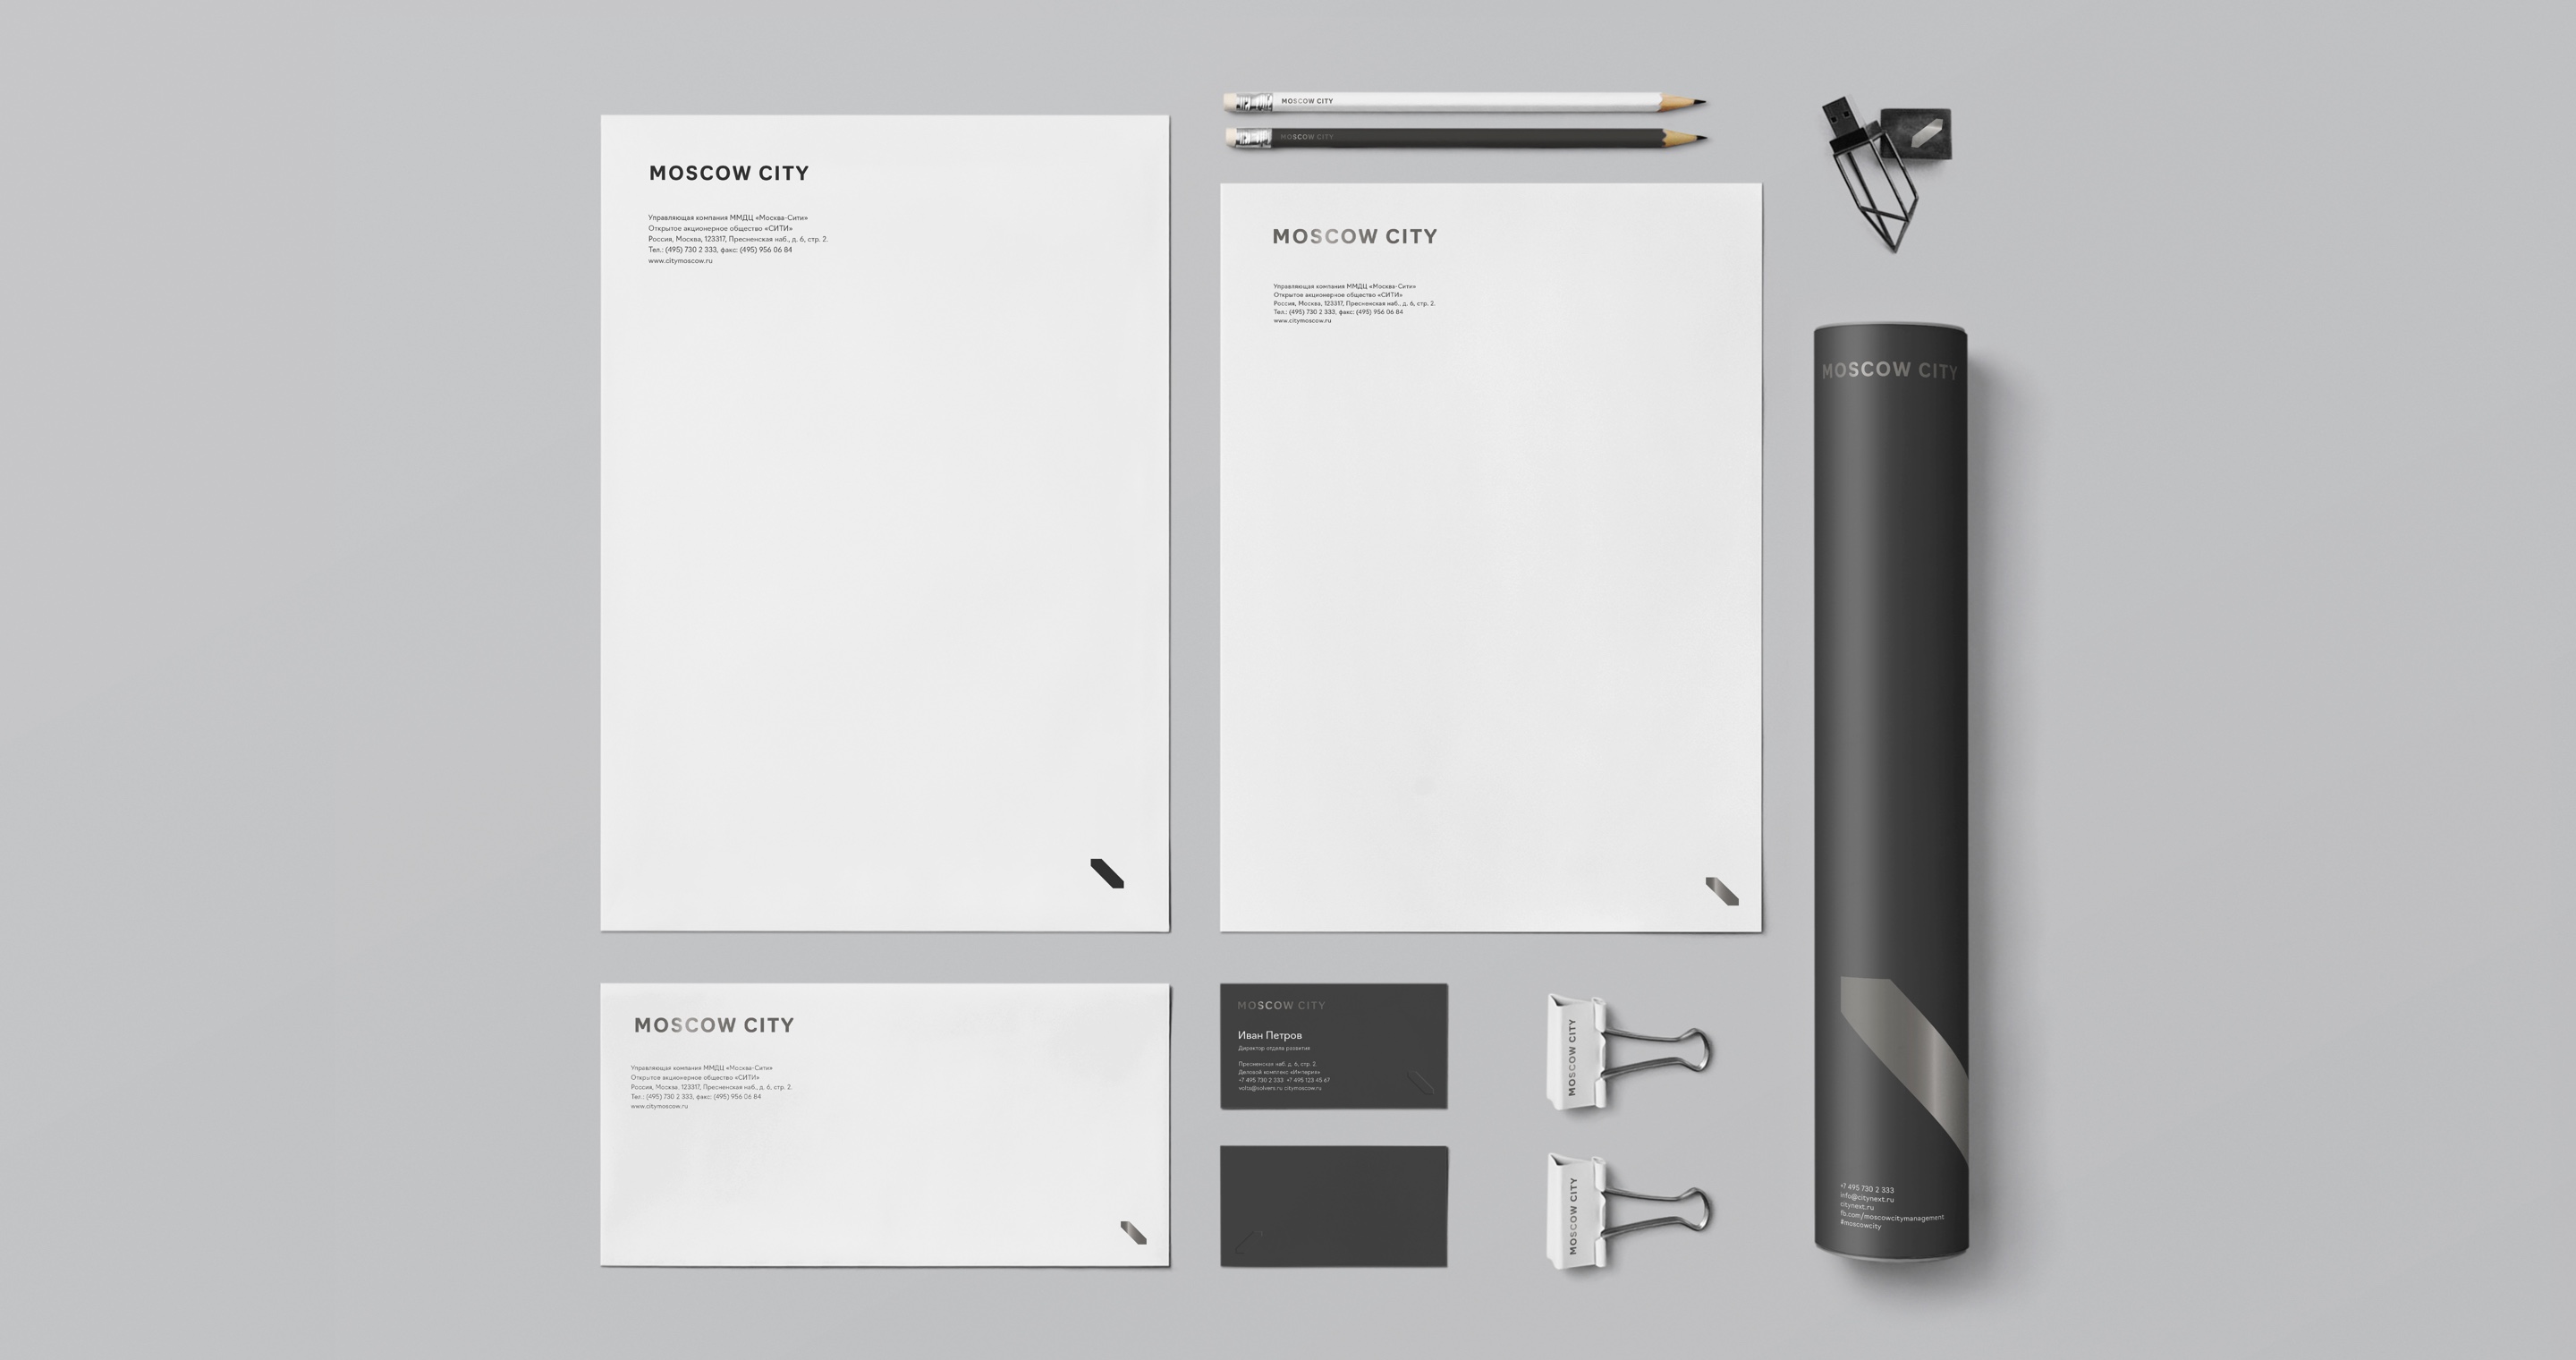 MOSCOW CITY
Управляющая компания ММДЦ «Москва-Сити»
Открытое акционерное общество «СИТИ»
Россия, Москва, 123317, Пресненская наб., д. 6, стр. 2.
Тел.: (495) 730 2 333, факс: (495) 956 06 84
www.citymoscow.ru
MOSCOW CITY
MOSCOW CITY
MOSCOW CITY
Управляющая компания ММДЦ «Москва-Сити»
Открытое акционерное общество «СИТИ»
Россия, Москва, 123317, Пресненская наб., д. 6, стр. 2.
Тел.: (495) 730 2 333, факс: (495) 956 06 84
www.citymoscow.ru
MOSCOW CITY
Управляющая компания ММДЦ «Москва-Сити»
Открытое акционерное общество «СИТИ»
Россия, Москва, 123317, Пресненская наб., д. 6, стр. 2.
Тел.: (495) 730 2 333, факс: (495) 956 06 84
www.citymoscow.ru
MOSCOW CITY
Иван Петров
Директор отдела развития
Пресненская наб. д. 6, стр. 2.
Деловой комплекс «Империя»
+7 495 730 2 333 +7 495 123 45 67
volta@solvers.ru citymoscow.ru
MOSCOW CITY
MOSCOW CITY
MOSCOW CITY
+7 495 730 2 333
info@citynext.ru
citynext.ru
fb.com/moscowcitymanagement
#moscowcity